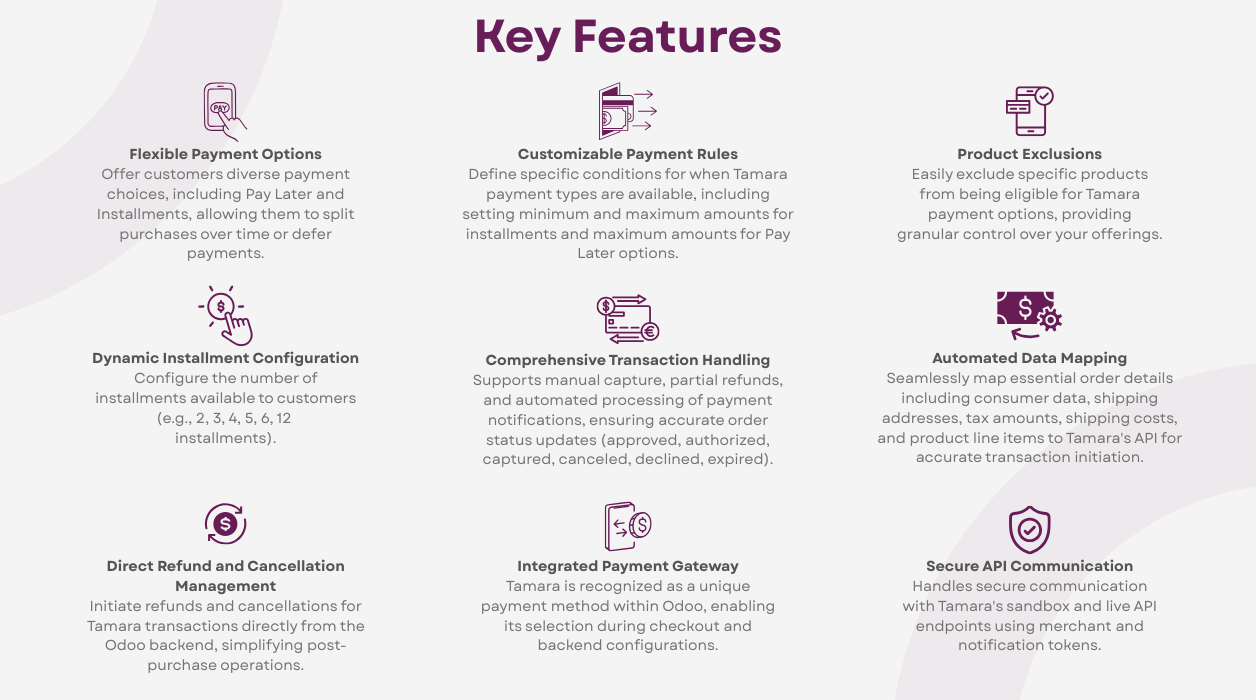 Key Features
PAY
Flexible Payment Options
Offer customers diverse payment
choices, including Pay Later and
Installments, allowing them to split
purchases over time or defer
payments.
Customizable Payment Rules
Define specific conditions for when Tamara
payment types are available, including
setting minimum and maximum amounts for
installments and maximum amounts for Pay
Later options.
Product Exclusions
Easily exclude specific products
from being eligible for Tamara
payment options, providing
granular control over your offerings.
$
Dynamic Installment Configuration
Configure the number of
installments available to customers
(e.g., 2, 3, 4, 5, 6, 12
installments).
$
€
Comprehensive Transaction Handling
Supports manual capture, partial refunds,
and automated processing of payment
notifications, ensuring accurate order
status updates (approved, authorized,
captured, canceled, declined, expired).
$
Automated Data Mapping
Seamlessly map essential order details
including consumer data, shipping
addresses, tax amounts, shipping costs,
and product line items to Tamara's API for
accurate transaction initiation.
$
Direct Refund and Cancellation
Management
Initiate refunds and cancellations for
Tamara transactions directly from the
Odoo backend, simplifying post-
purchase operations.
$
Integrated Payment Gateway
Tamara is recognized as a unique
payment method within Odoo, enabling
its selection during checkout and
backend configurations.
Secure API Communication
Handles secure communication
with Tamara's sandbox and live API
endpoints using merchant and
notification tokens.